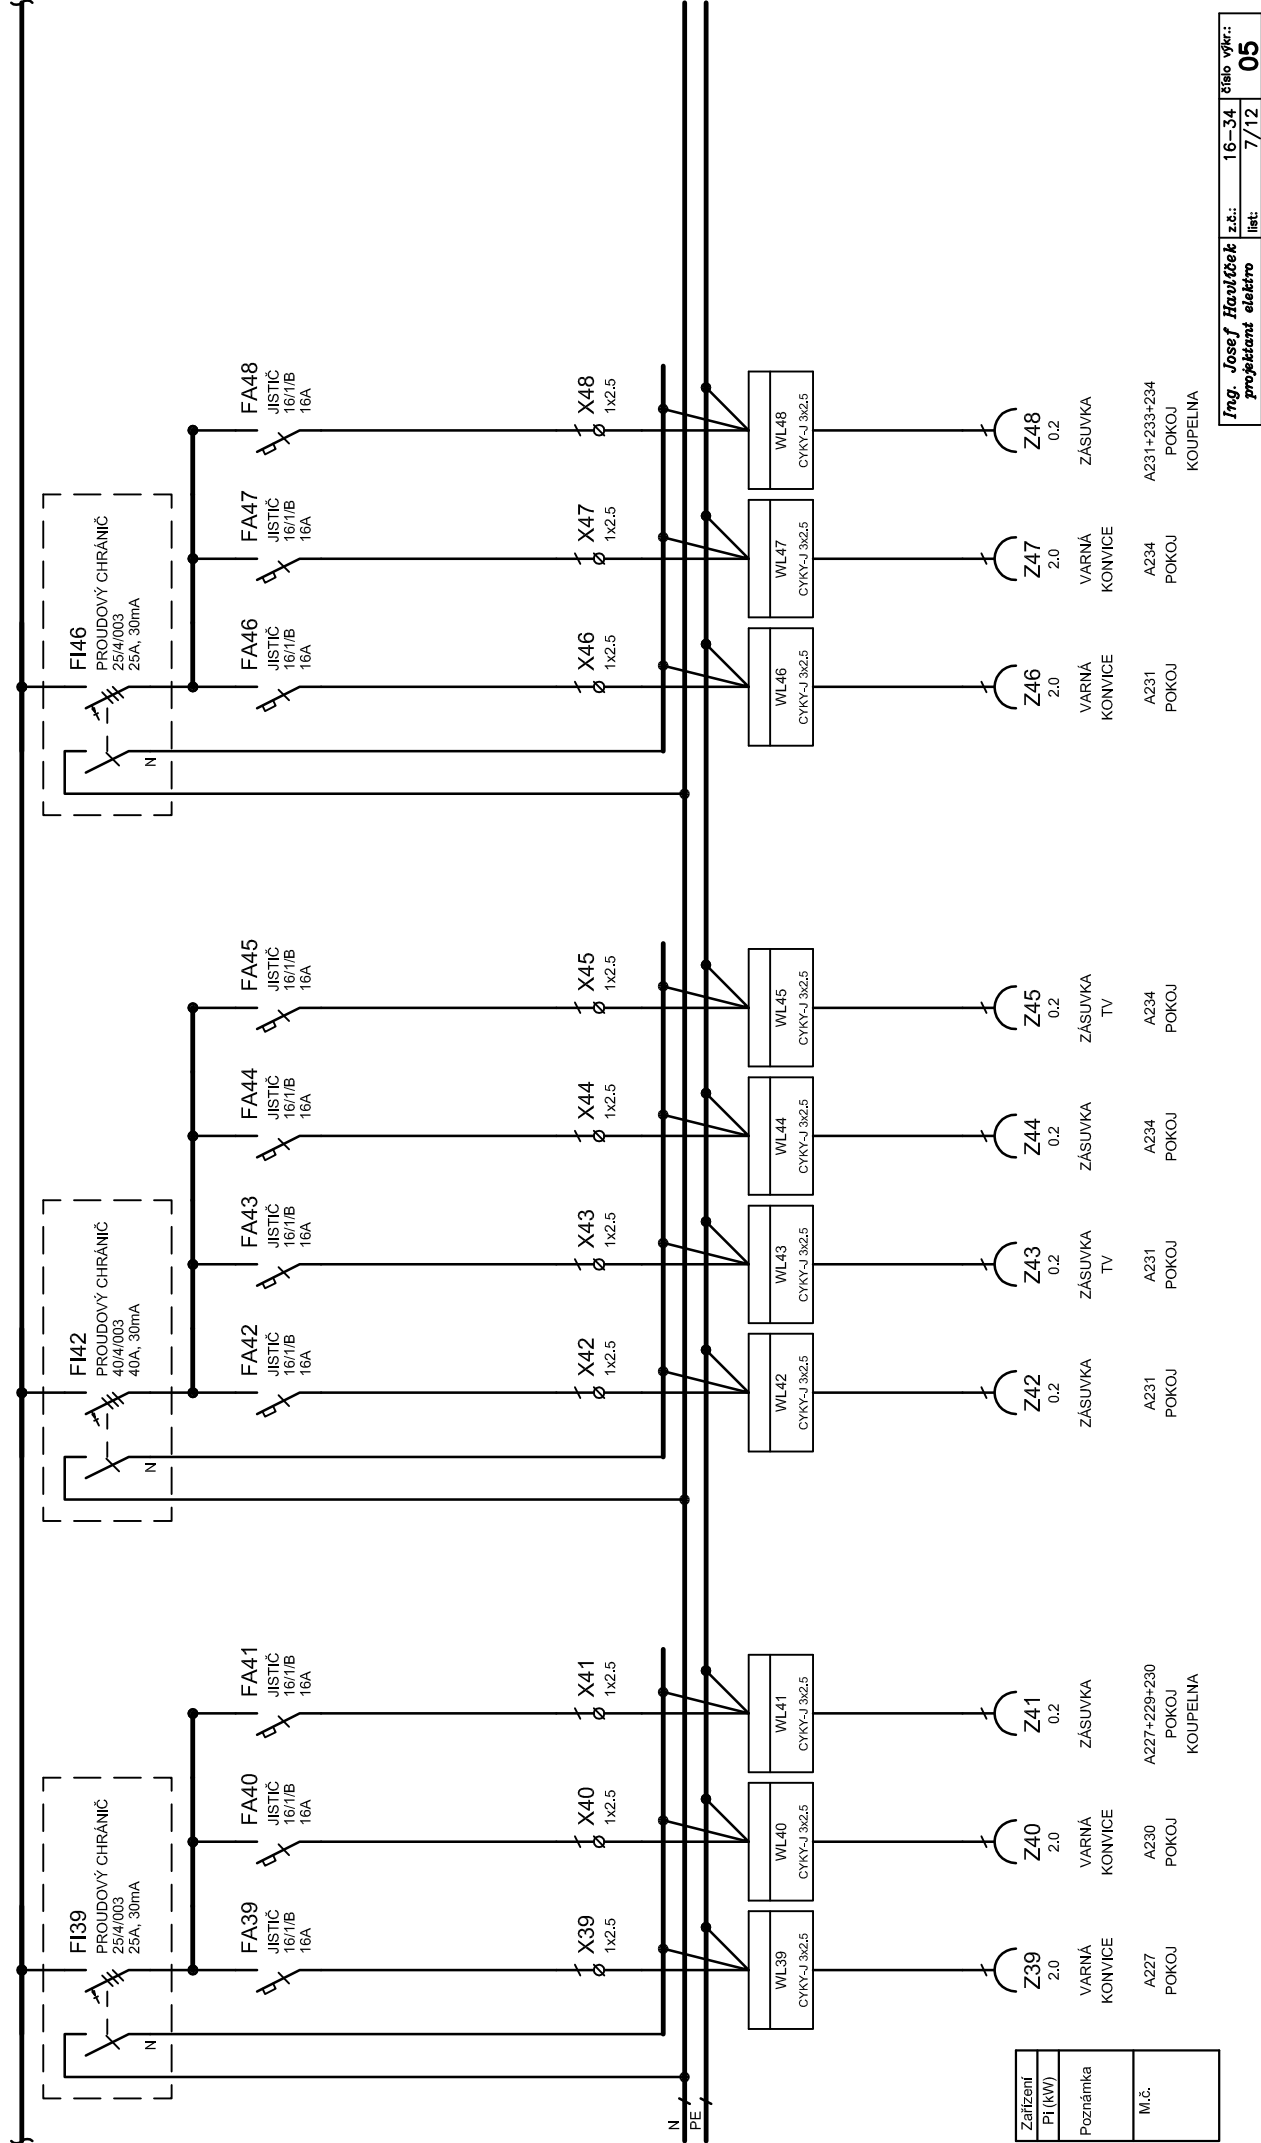 FI39
PROUDOVÝ CHRÁNIČ
25/4/003
25A, 30mA
N
FI42
PROUDOVÝ CHRÁNIČ
40/4/003
40A, 30mA
N
FI46
PROUDOVÝ CHRÁNIČ
25/4/003
25A, 30mA
N
FA39
JISTIČ
16/1/B
16A
FA40
JISTIČ
16/1/B
16A
FA41
JISTIČ
16/1/B
16A
FA42
JISTIČ
16/1/B
16A
FA43
JISTIČ
16/1/B
16A
FA44
JISTIČ
16/1/B
16A
FA45
JISTIČ
16/1/B
16A
FA46
JISTIČ
16/1/B
16A
FA47
JISTIČ
16/1/B
16A
FA48
JISTIČ
16/1/B
16A
X39
1x2.5
X40
1x2.5
X41
1x2.5
X42
1x2.5
X43
1x2.5
X44
1x2.5
X45
1x2.5
X46
1x2.5
X47
1x2.5
X48
1x2.5
N
PE
WL39
CYKY-J 3x2.5
WL40
CYKY-J 3x2.5
WL41
CYKY-J 3x2.5
WL42
CYKY-J 3x2.5
WL43
CYKY-J 3x2.5
WL44
CYKY-J 3x2.5
WL45
CYKY-J 3x2.5
WL46
CYKY-J 3x2.5
WL47
CYKY-J 3x2.5
WL48
CYKY-J 3x2.5
Zařízení
Pi (kW)
Poznámka
M.č.
Z39
2.0
VARNÁ
KONVICE
A227
POKOJ
Z40
2.0
VARNÁ
KONVICE
A230
POKOJ
Z41
0.2
ZÁSUVKA
A227+229+230
POKOJ
KOUPELNA
Z42
0.2
ZÁSUVKA
A231
POKOJ
Z43
0.2
ZÁSUVKA
TV
A231
POKOJ
Z44
0.2
ZÁSUVKA
A234
POKOJ
Z45
0.2
ZÁSUVKA
TV
A234
POKOJ
Z46
2.0
VARNÁ
KONVICE
A231
POKOJ
Z47
2.0
VARNÁ
KONVICE
A234
POKOJ
Z48
0.2
ZÁSUVKA
A231+233+234
POKOJ
KOUPELNA
Ing. Josef Havlíček
projektant elektro
z.č.: 16-34
list: 7/12
číslo výkr.:
05